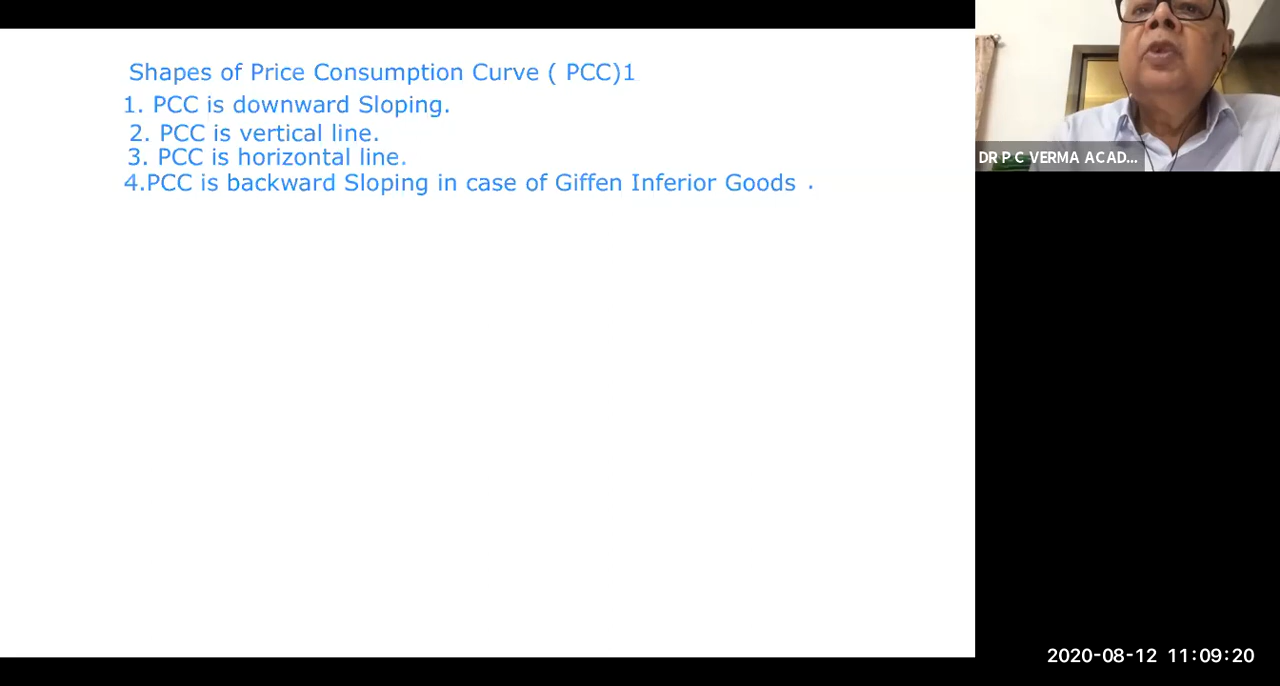 Shapes of Price Consumption Curve ( PCC)1
1. PCC is downward Sloping.
2. PCC is vertical line.
3. PCC is horizontal line.
4.PCC is backward Sloping in case of Giffen Inferior Goods .
DR P C VERMA ACAD...
2020-08-12 11:09:20